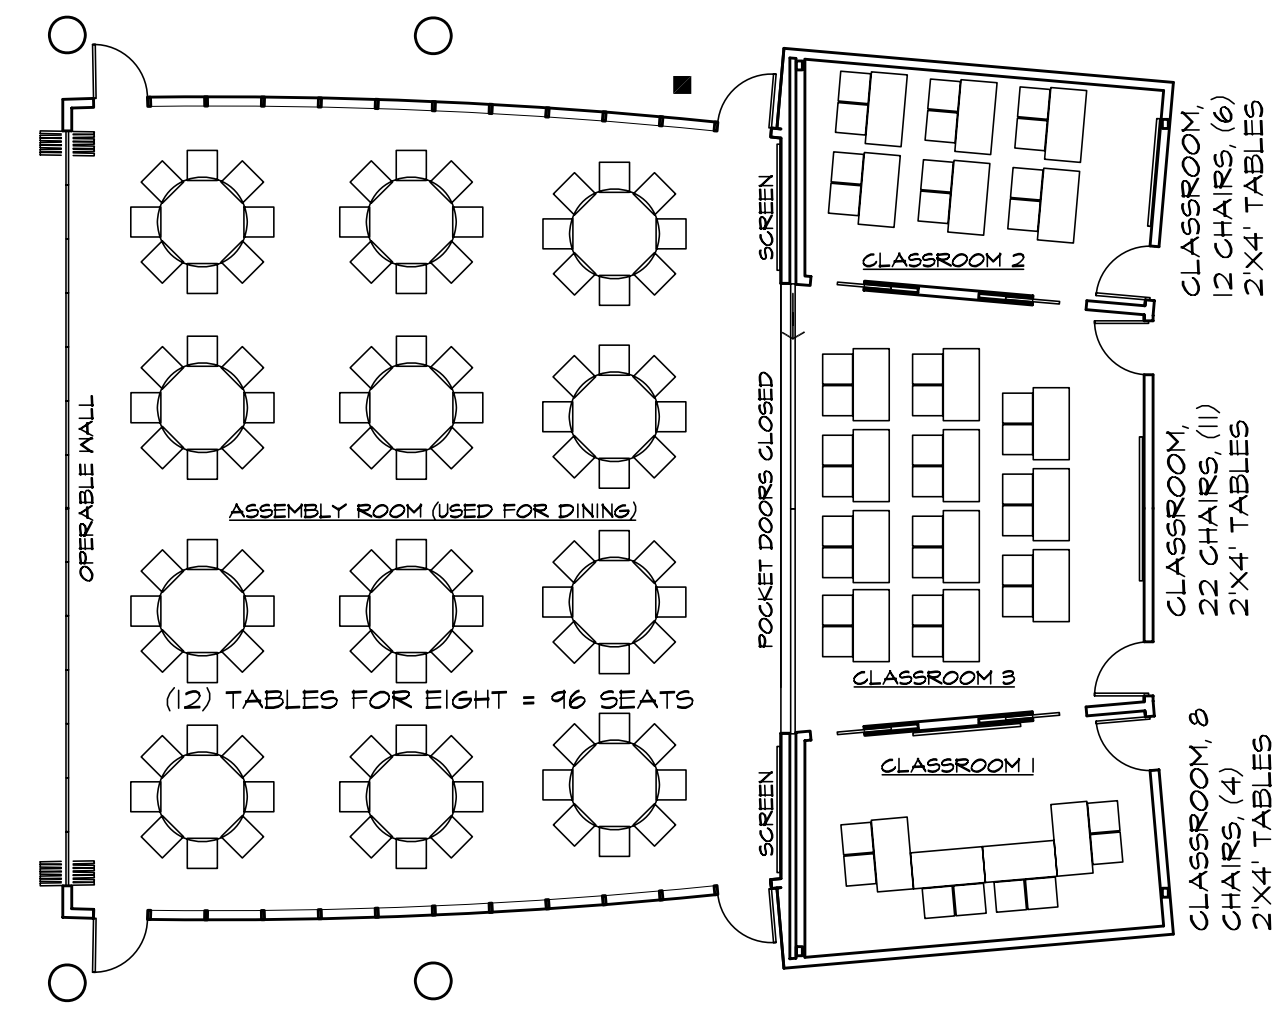 CLASSROOM,
12 CHAIRS, (6)
2'X4' TABLES
SCREEN
CLASSROOM 2
OPERABLE WALL
POCKET DOORS CLOSED
CLASSROOM,
22 CHAIRS, (11)
2'X4' TABLES
ASSEMBLY ROOM (USED FOR DINING)
CLASSROOM 3
(12) TABLES FOR EIGHT = 96 SEATS
CLASSROOM 1
SCREEN
CLASSROOM, 8
CHAIRS, (4)
2'X4' TABLES